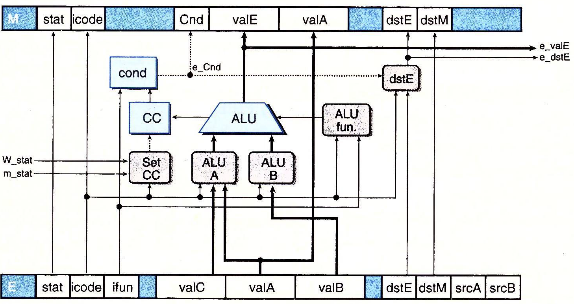 M stat icode Cnd valE valA dstE dstM
e_valE
e_dstE
cond e_Cnd dstE
CC ALU ALU fun.
W_stat
m_stat
Set CC ALU A ALU B
E stat icode ifun valC valA valB dstE dstM srcA srcB